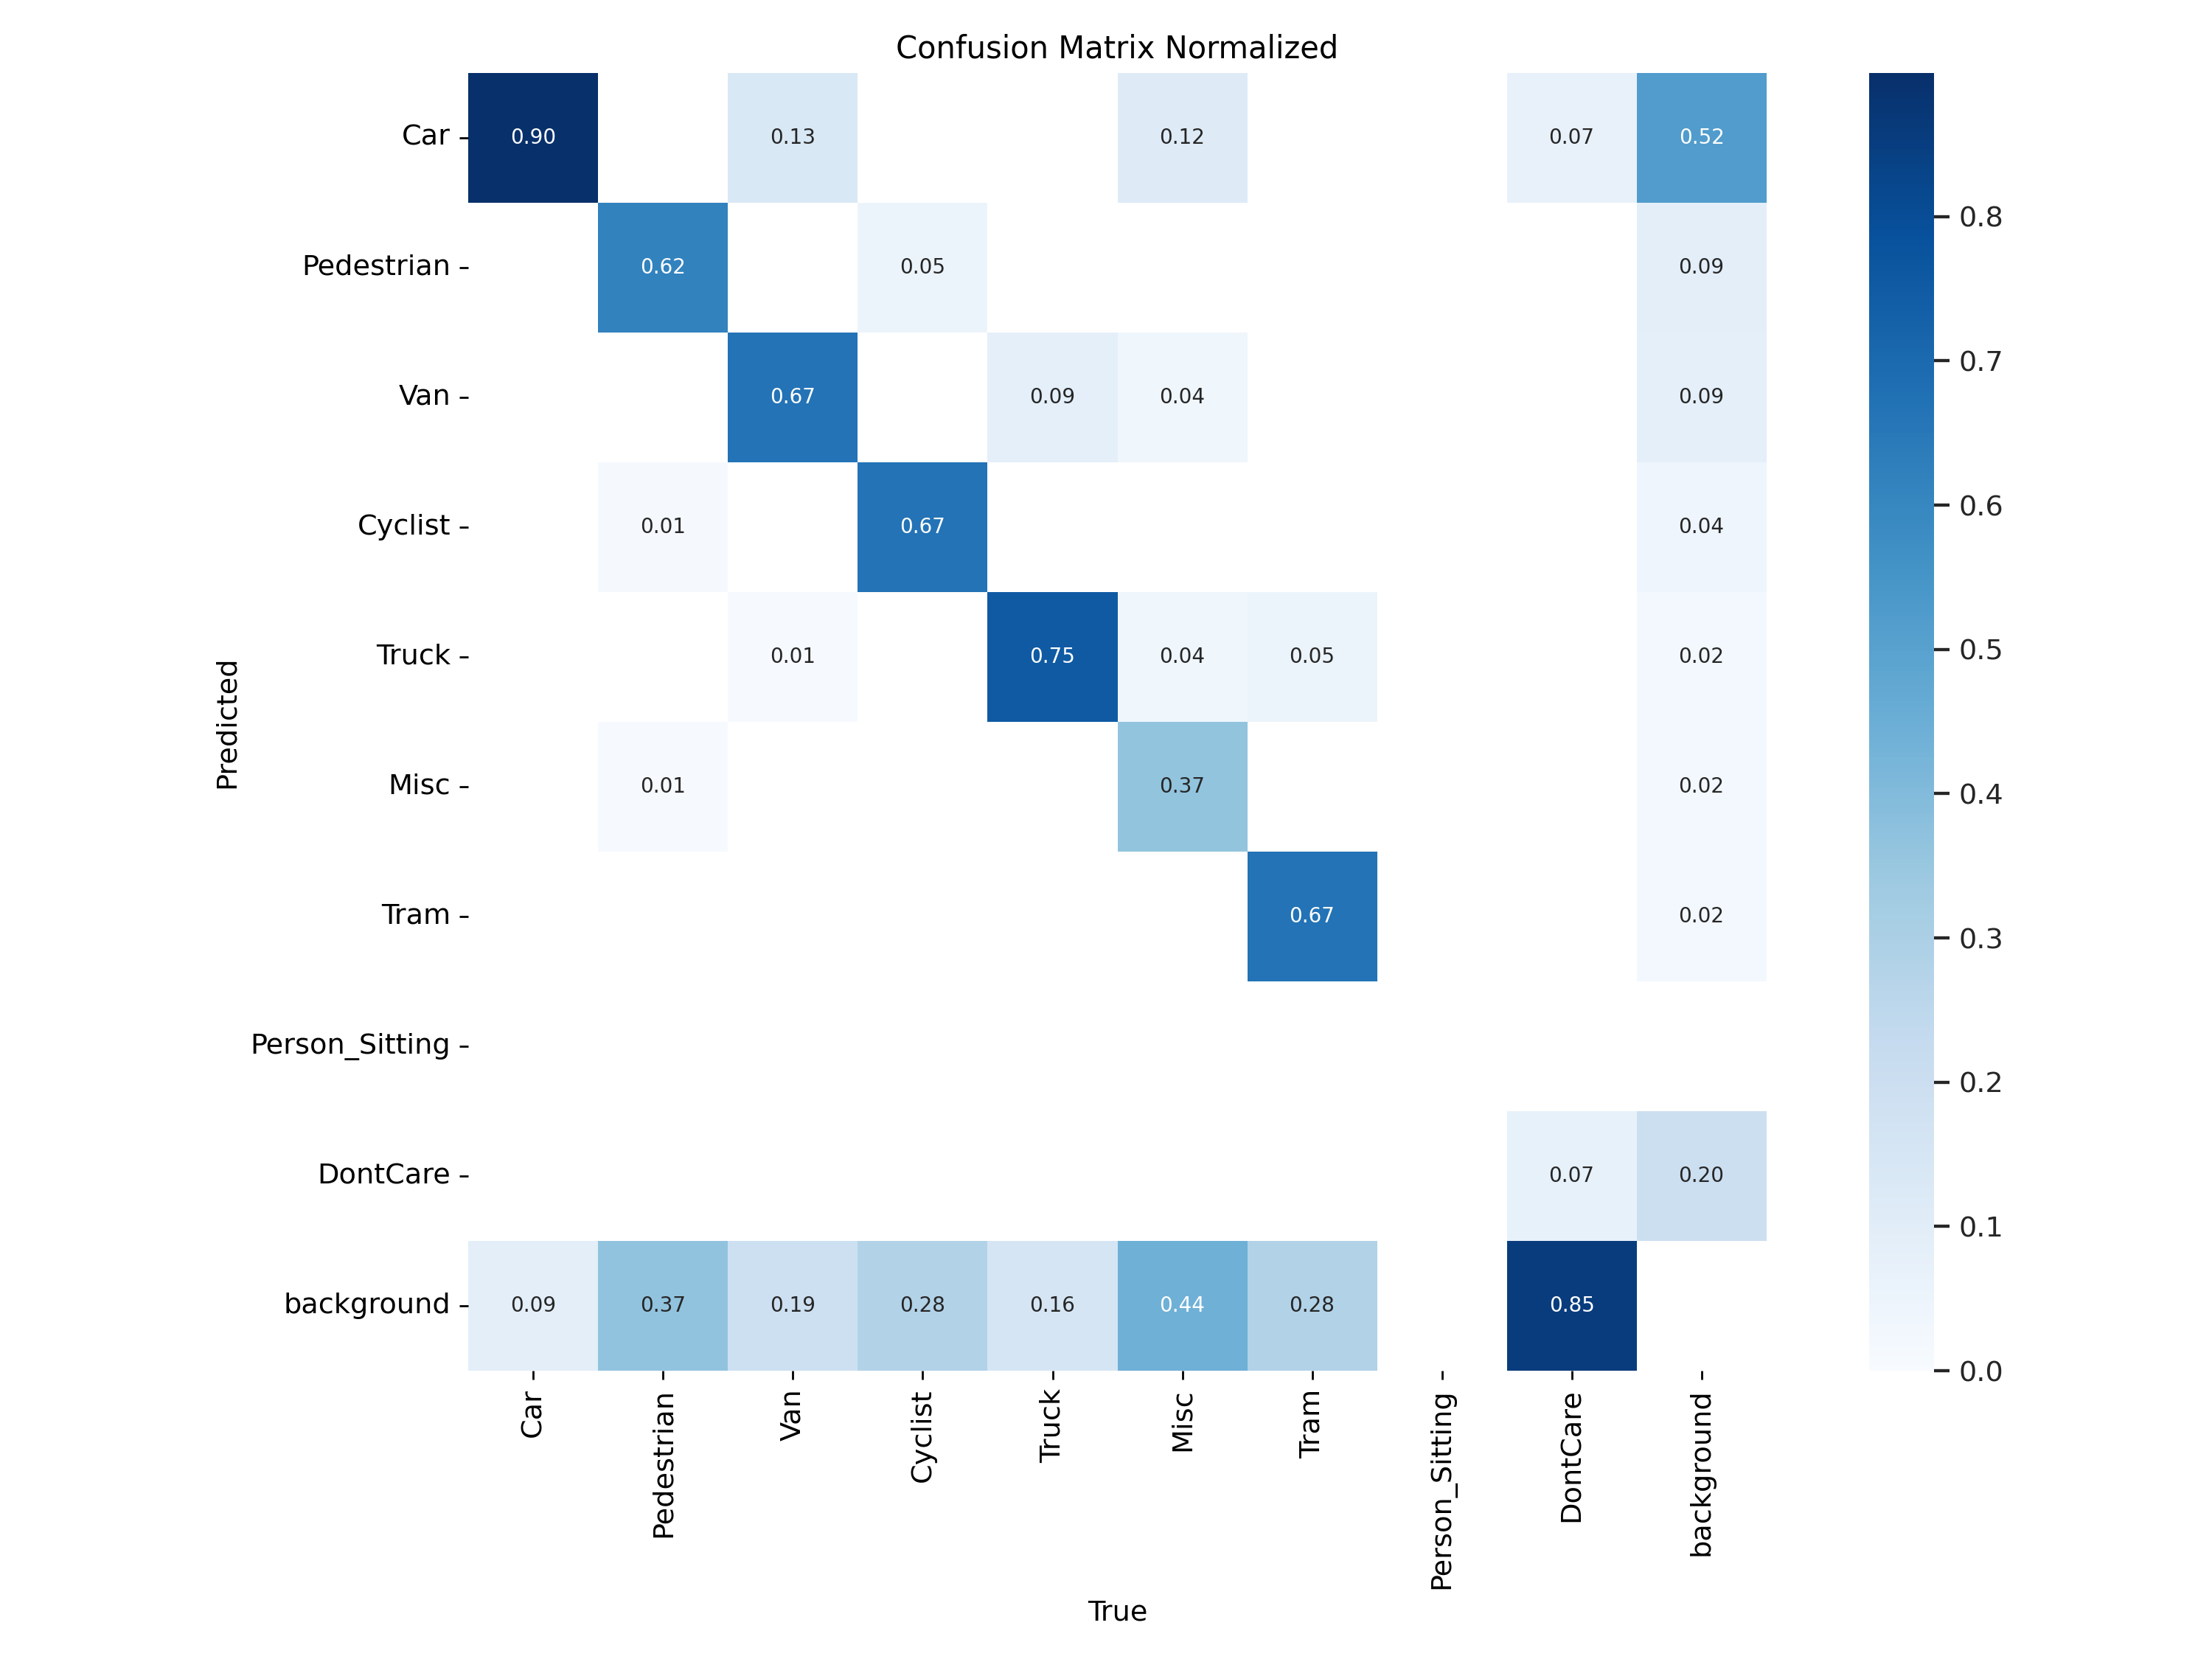 Confusion Matrix Normalized
Car 0.90 0.13 0.12 0.07 0.52
Pedestrian 0.62 0.05 0.09
Van 0.67 0.09 0.04 0.09
Cyclist 0.01 0.67 0.04
Truck 0.01 0.75 0.04 0.05 0.02
Misc 0.01 0.37 0.02
Tram 0.67 0.02
Person_Sitting
DontCare 0.07 0.20
background 0.09 0.37 0.19 0.28 0.16 0.44 0.28 0.85
Predicted
Car Pedestrian Van Cyclist Truck Misc Tram Person_Sitting DontCare background
True
0.8
0.7
0.6
0.5
0.4
0.3
0.2
0.1
0.0